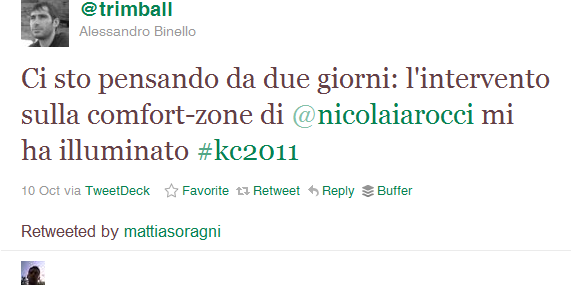 @trimball
Alessandro Binello
Ci sto pensando da due giorni: l'intervento
sulla comfort-zone di @nicolaiarocci mi
ha illuminato #kc2011
10 Oct via TweetDeck Favorite Retweet Reply Buffer
Retweeted by mattiasoragni